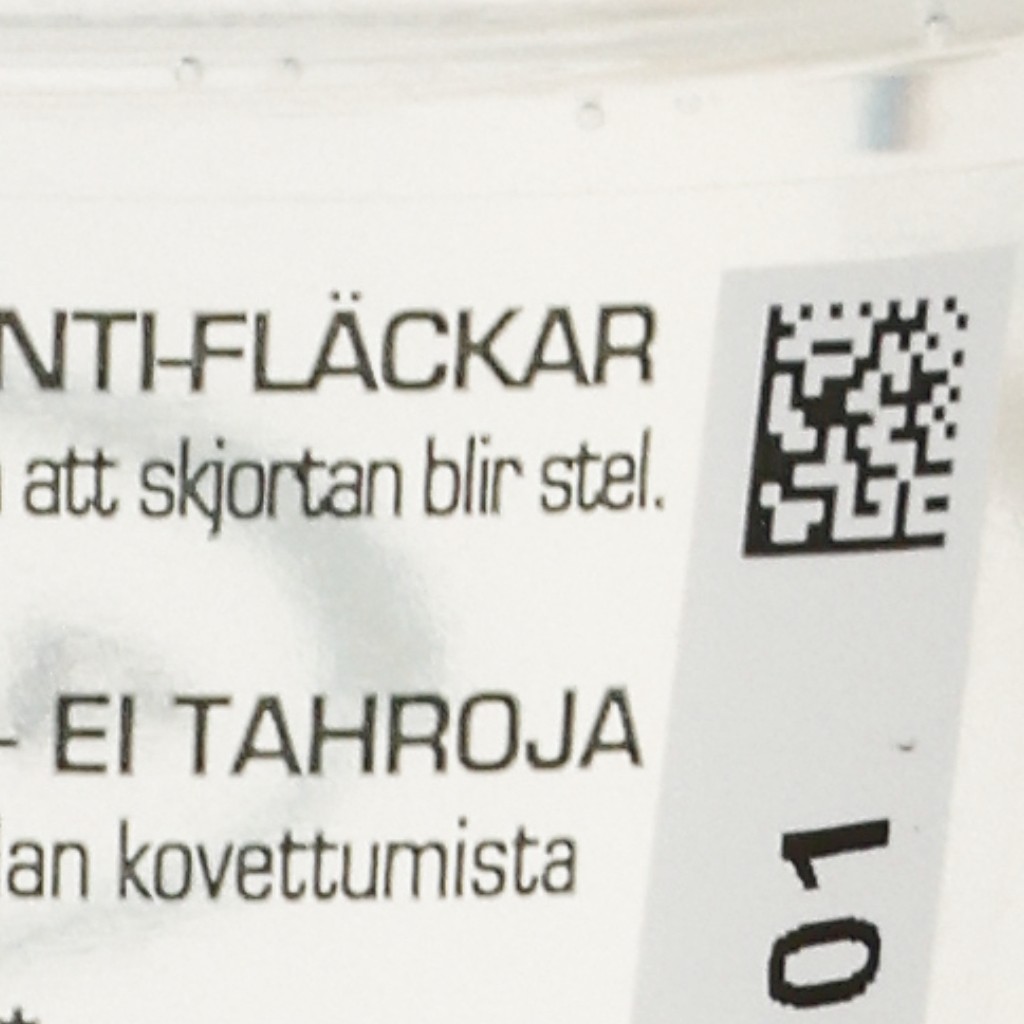 NTI-FLÄCKAR
att skjortan blir stel.
- EI TAHROJA
an kovettumista
01